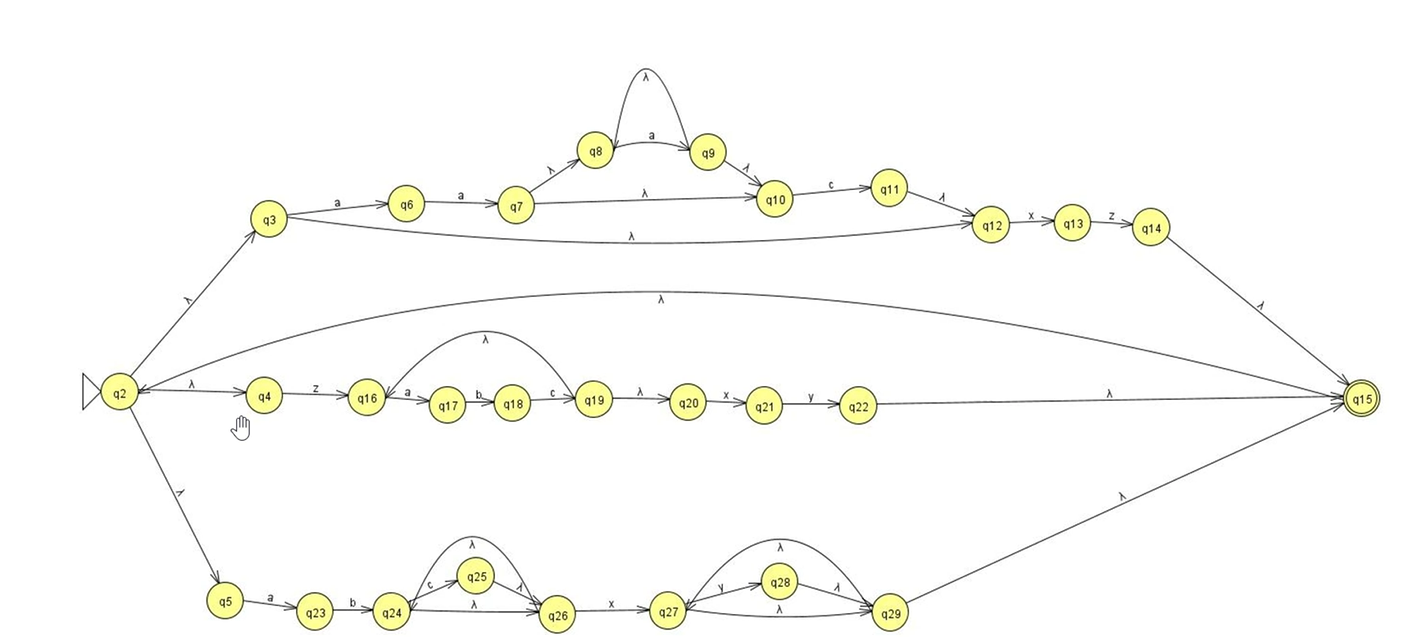 λ
q8 a q9
λ λ
a q6 a q7 λ q10 c q11 λ
q3 λ q12 x q13 z q14
λ λ
λ
λ
q2 λ q4 z q16 a q17 b q18 c q19 λ q20 x q21 y q22 λ q15
λ λ
λ λ
q25 q28
c λ y λ
q5 a q23 b q24 λ q26 x q27 λ q29